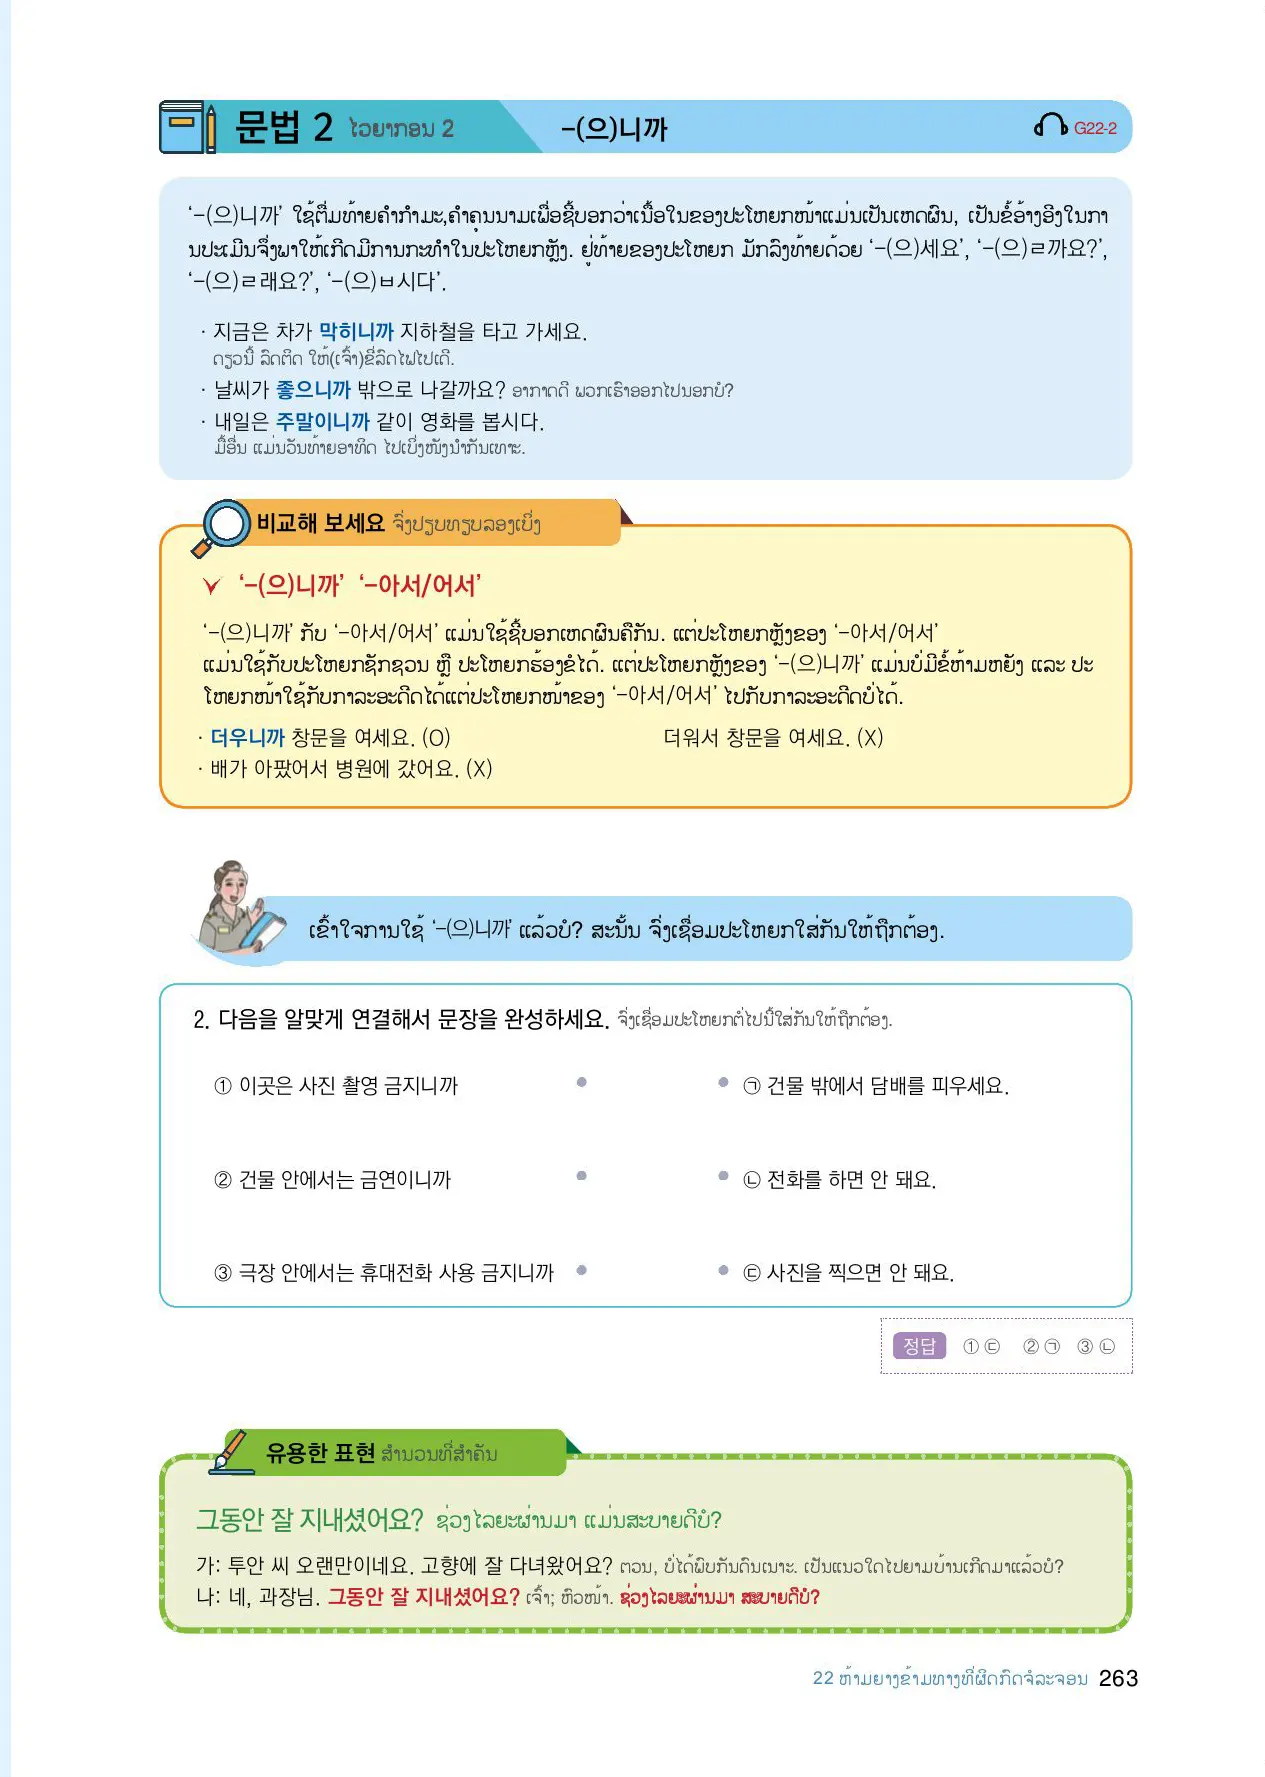 문법 2 ໄວຍາກອນ 2 -(으)니까 G22-2
‘-(으)니까’ ໃຊ້ຕື່ມທ້າຍຄຳກຳມະ,ຄຳຄຸນນາມເພື່ອຊີ້ບອກວ່າເນື້ອໃນຂອງປະໂຫຍກໜ້າແມ່ນເປັນເຫດຜົນ, ເປັນຂໍ້ອ້າງອີງໃນກາ
ນປະເມີນຈຶ່ງພາໃຫ້ເກີດມີການກະທຳໃນປະໂຫຍກຫຼັງ. ຢູ່ທ້າຍຂອງປະໂຫຍກ ມັກລົງທ້າຍດ້ວຍ ‘-(으)세요’, ‘-(으)ㄹ까요?’,
‘-(으)ㄹ래요?’, ‘-(으)ㅂ시다’.
· 지금은 차가 막히니까 지하철을 타고 가세요.
ດຽວນີ້ ລົດຕິດ ໃຫ້(ເຈົ້າ)ຂີ່ລົດໄຟໄປເດີ.
· 날씨가 좋으니까 밖으로 나갈까요? ອາກາດດີ ພວກເຮົາອອກໄປນອກບໍ?
· 내일은 주말이니까 같이 영화를 봅시다.
ມື້ອື່ນ ແມ່ນວັນທ້າຍອາທິດ ໄປເບິ່ງໜັງນຳກັນເທາະ.
비교해 보세요 ຈົ່ງປຽບທຽບລອງເບິ່ງ
‘-(으)니까’ ‘-아서/어서’
‘-(으)니까’ ກັບ ‘-아서/어서’ ແມ່ນໃຊ້ຊີ້ບອກເຫດຜົນຄືກັນ. ແຕ່ປະໂຫຍກຫຼັງຂອງ ‘-아서/어서’
ແມ່ນໃຊ້ກັບປະໂຫຍກຊັກຊວນ ຫຼື ປະໂຫຍກຮ້ອງຂໍໄດ້. ແຕ່ປະໂຫຍກຫຼັງຂອງ ‘-(으)니까’ ແມ່ນບໍ່ມີຂໍ້ຫ້າມຫຍັງ ແລະ ປະ
ໂຫຍກໜ້າໃຊ້ກັບກາລະອະດີດໄດ້ແຕ່ປະໂຫຍກໜ້າຂອງ ‘-아서/어서’ ໄປກັບກາລະອະດີດບໍ່ໄດ້.
· 더우니까 창문을 여세요. (O) 더워서 창문을 여세요. (X)
· 배가 아팠어서 병원에 갔어요. (X)
ເຂົ້າໃຈການໃຊ້ ‘-(으)니까’ ແລ້ວບໍ? ສະນັ້ນ ຈົ່ງເຊື່ອມປະໂຫຍກໃສ່ກັນໃຫ້ຖືກຕ້ອງ.
2. 다음을 알맞게 연결해서 문장을 완성하세요. ຈົ່ງເຊື່ອມປະໂຫຍກຕໍ່ໄປນີ້ໃສ່ກັນໃຫ້ຖືກຕ້ອງ.
① 이곳은 사진 촬영 금지니까 ㉠ 건물 밖에서 담배를 피우세요.
② 건물 안에서는 금연이니까 ㉡ 전화를 하면 안 돼요.
③ 극장 안에서는 휴대전화 사용 금지니까 ㉢ 사진을 찍으면 안 돼요.
정답 ① ㉢ ② ㉠ ③ ㉡
유용한 표현 ສຳນວນທີ່ສຳຄັນ
그동안 잘 지내셨어요? ຊ່ວງໄລຍະຜ່ານມາ ແມ່ນສະບາຍດີບໍ?
가: 투안 씨 오랜만이네요. 고향에 잘 다녀왔어요? ຕວນ, ບໍ່ໄດ້ພົບກັນດົນເນາະ. ເປັນແນວໃດໄປຍາມບ້ານເກີດມາແລ້ວບໍ?
나: 네, 과장님. 그동안 잘 지내셨어요? ເຈົ້າ; ຫົວໜ້າ. ຊ່ວງໄລຍະຜ່ານມາ ສະບາຍດີບໍ?
22 ຫ້າມຍາງຂ້າມທາງທີ່ຜິດກົດຈໍລະຈອນ 263